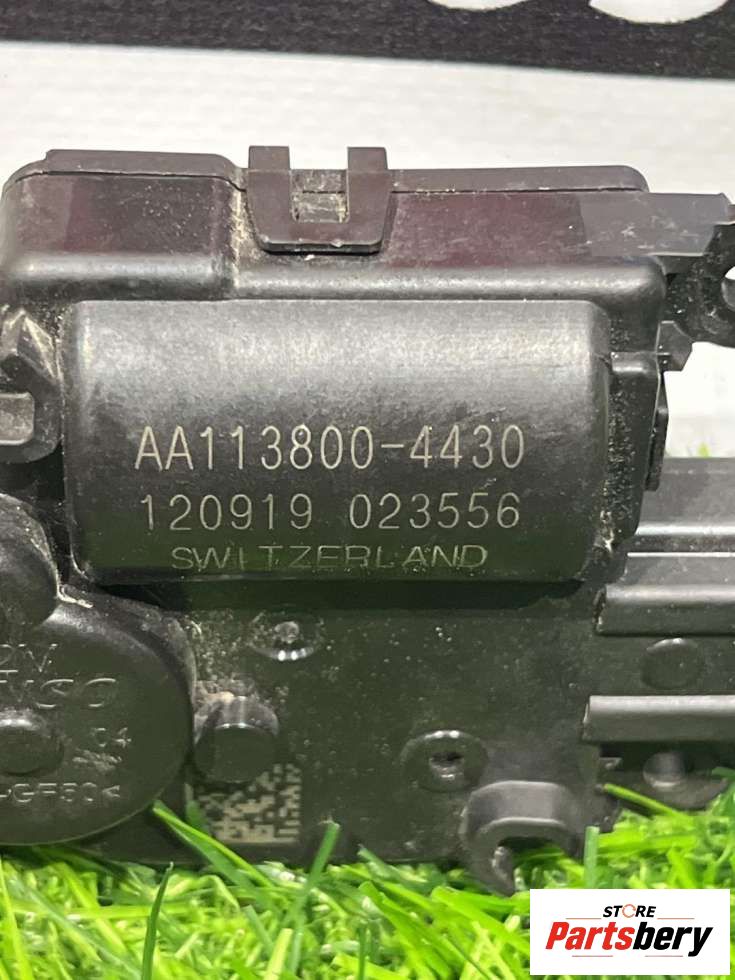 AA113800-4430
120919 023556
SWITZERLAND
STORE
Partsbery